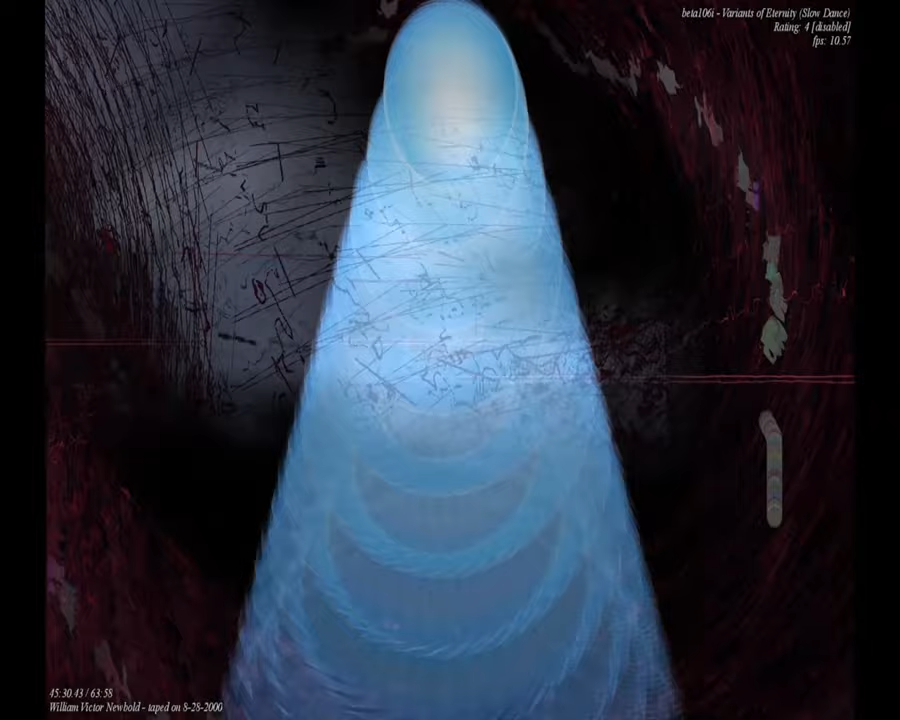 beta106i - Variants of Eternity (Slow Dance)
Rating: 4 [disabled]
fps: 10.57
45:30.43 / 63:58
William Victor Newbold - taped on 8-28-2000